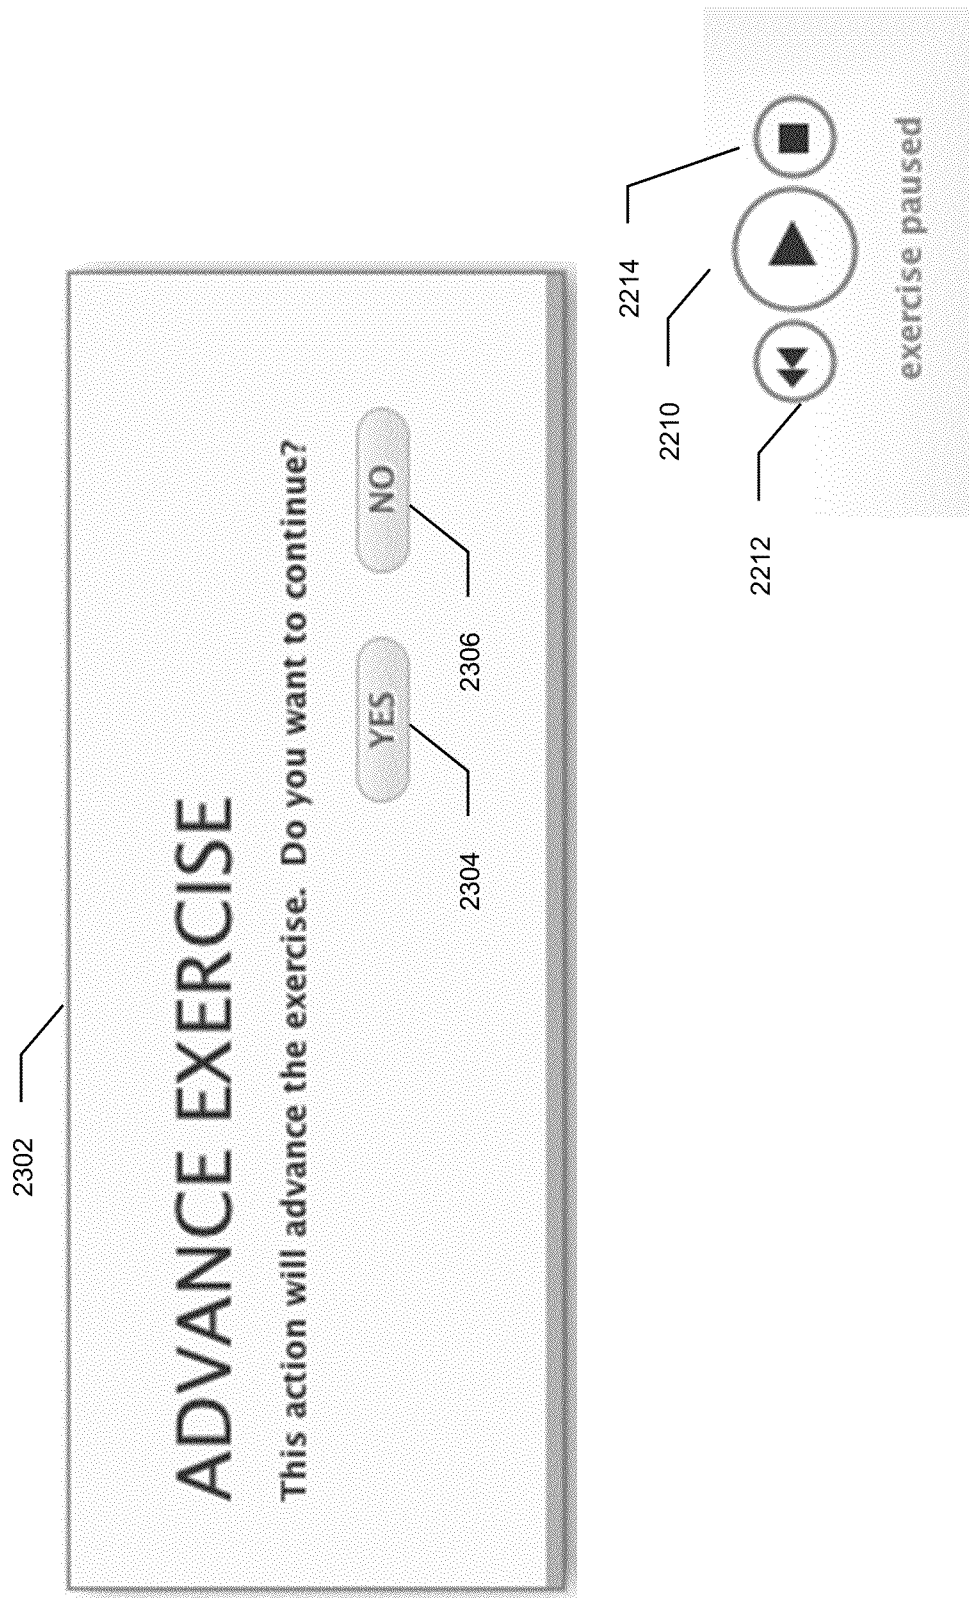 2302
ADVANCE EXERCISE
This action will advance the exercise. Do you want to continue?
YES
NO
2304
2306
2214
2210
2212
exercise paused